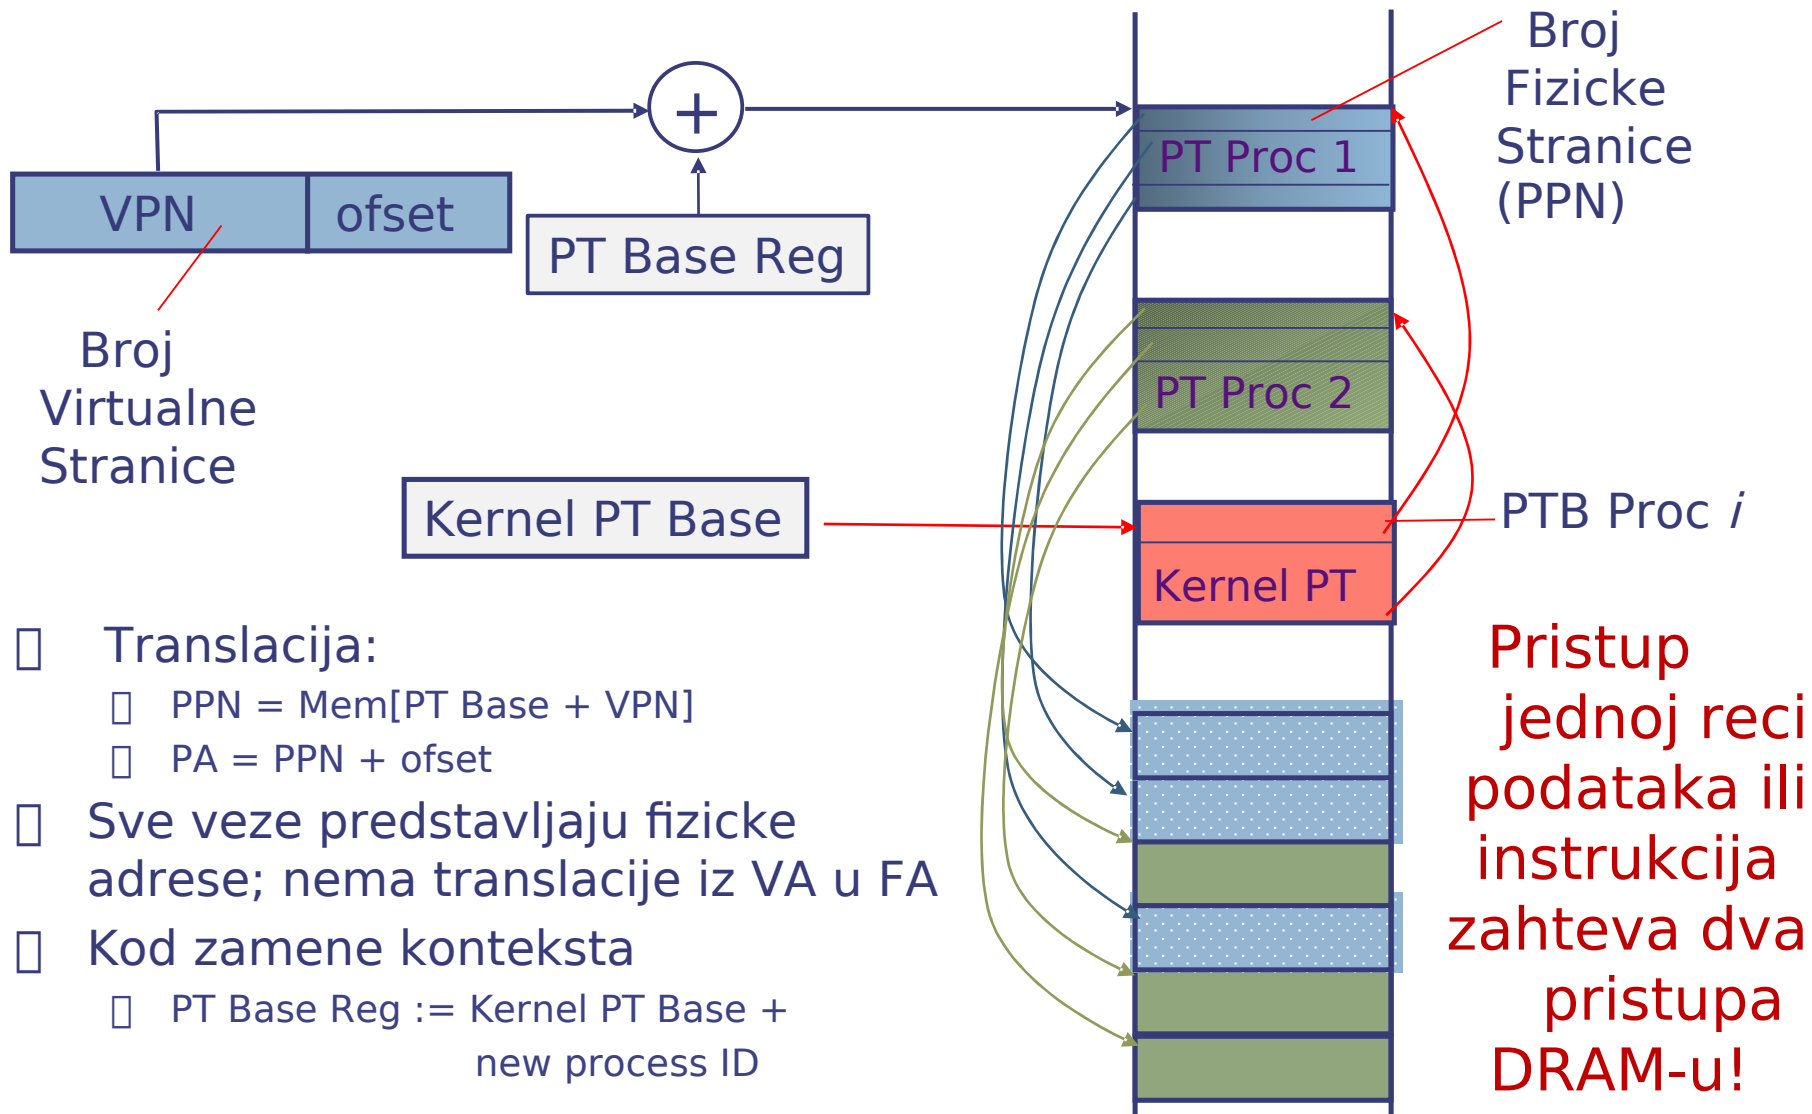 Broj
Fizicke
Stranice
(PPN)
+
PT Proc 1
VPN
ofset
PT Base Reg
Broj
Virtualne
Stranice
PT Proc 2
Kernel PT Base
PTB Proc i
Kernel PT
Translacija:
PPN = Mem[PT Base + VPN]
PA = PPN + ofset
Sve veze predstavljaju fizicke
adrese; nema translacije iz VA u FA
Kod zamene konteksta
PT Base Reg := Kernel PT Base +
new process ID
Pristup
jednoj reci
podataka ili
instrukcija
zahteva dva
pristupa
DRAM-u!